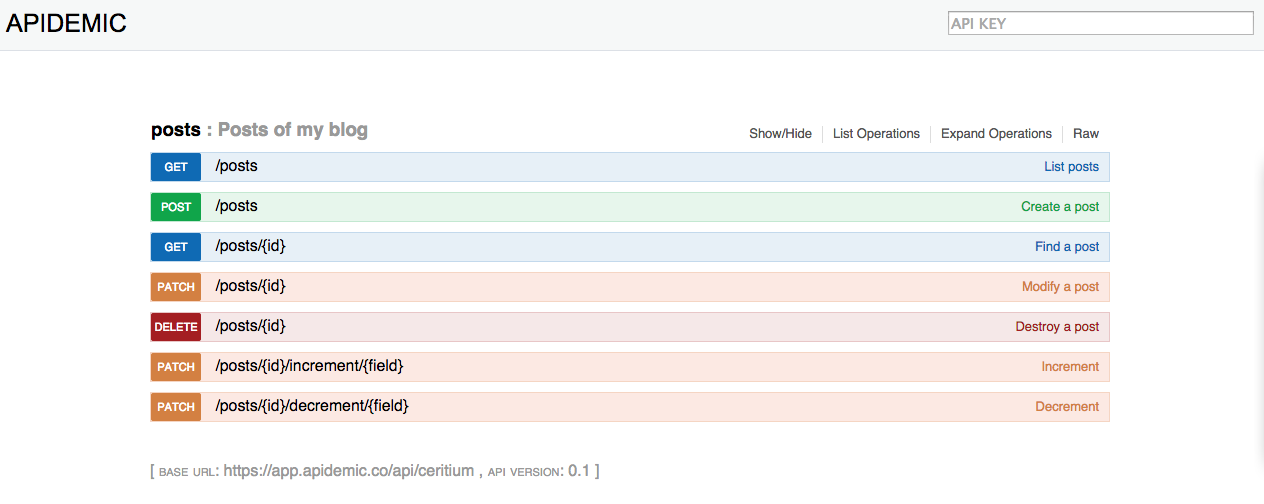 APIDEMIC API KEY
posts : Posts of my blog Show/Hide List Operations Expand Operations Raw
GET /posts List posts
POST /posts Create a post
GET /posts/{id} Find a post
PATCH /posts/{id} Modify a post
DELETE /posts/{id} Destroy a post
PATCH /posts/{id}/increment/{field} Increment
PATCH /posts/{id}/decrement/{field} Decrement
[ BASE URL: https://app.apidemic.co/api/ceritium , API VERSION: 0.1 ]